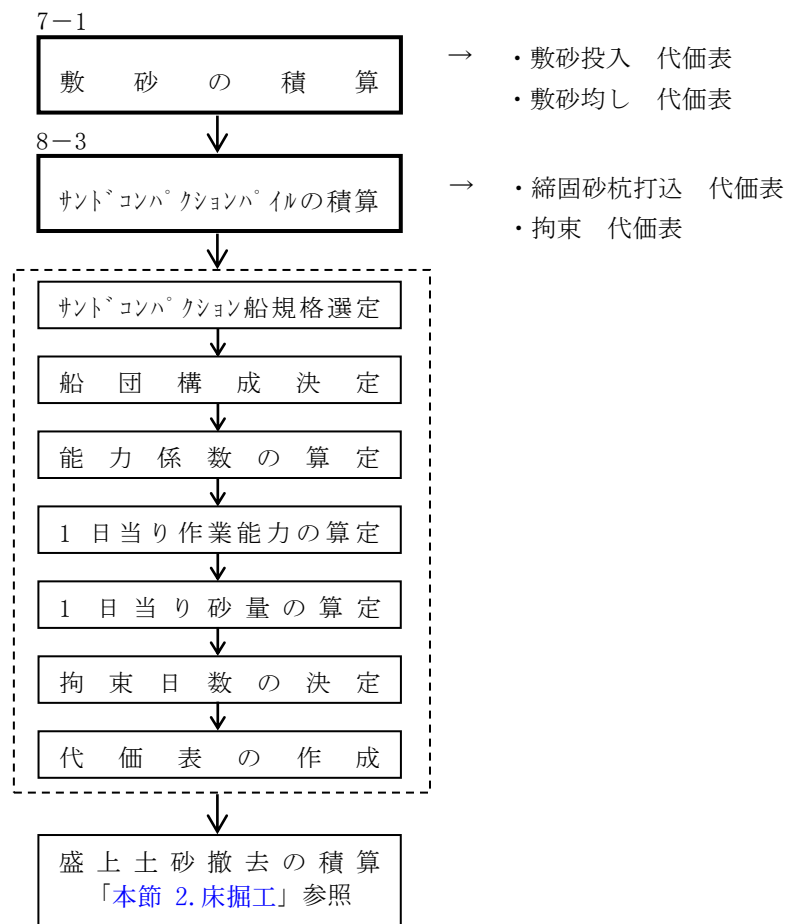 7－1
敷砂の積算
→ ・敷砂投入　代価表
・敷砂均し　代価表
8－3
ｻﾝﾄﾞｺﾝﾊﾟｸｼｮﾝﾊﾟｲﾙの積算
→ ・締固砂杭打込　代価表
・拘束　代価表
ｻﾝﾄﾞｺﾝﾊﾟｸｼｮﾝ船規格選定
船団構成決定
能力係数の算定
1日当り作業能力の算定
1日当り砂量の算定
拘束日数の決定
代価表の作成
盛上土砂撤去の積算
「本節 2.床掘工」参照